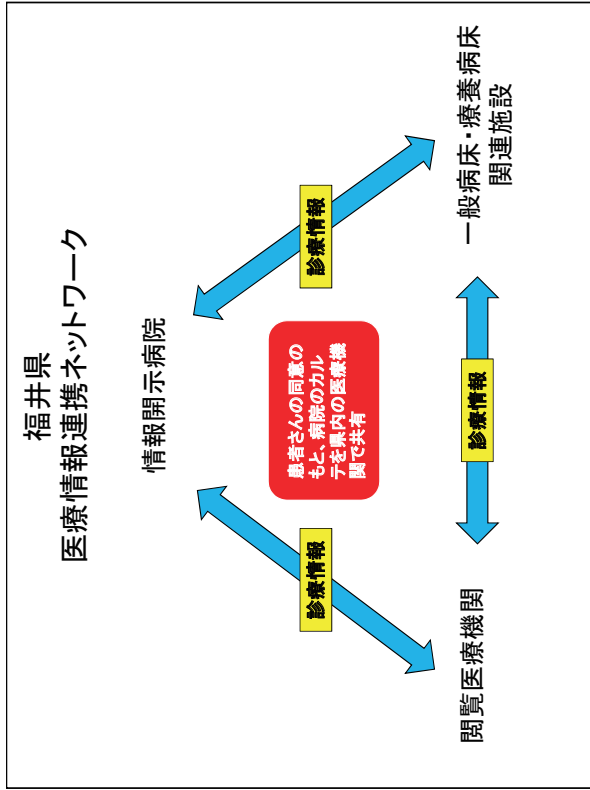 福井県
医療情報連携ネットワーク
情報開示病院
診療情報
診療情報
患者さんの同意の
もと、病院のカル
テを県内の医療機
関で共有
閲覧医療機関
診療情報
一般病床・療養病床
関連施設